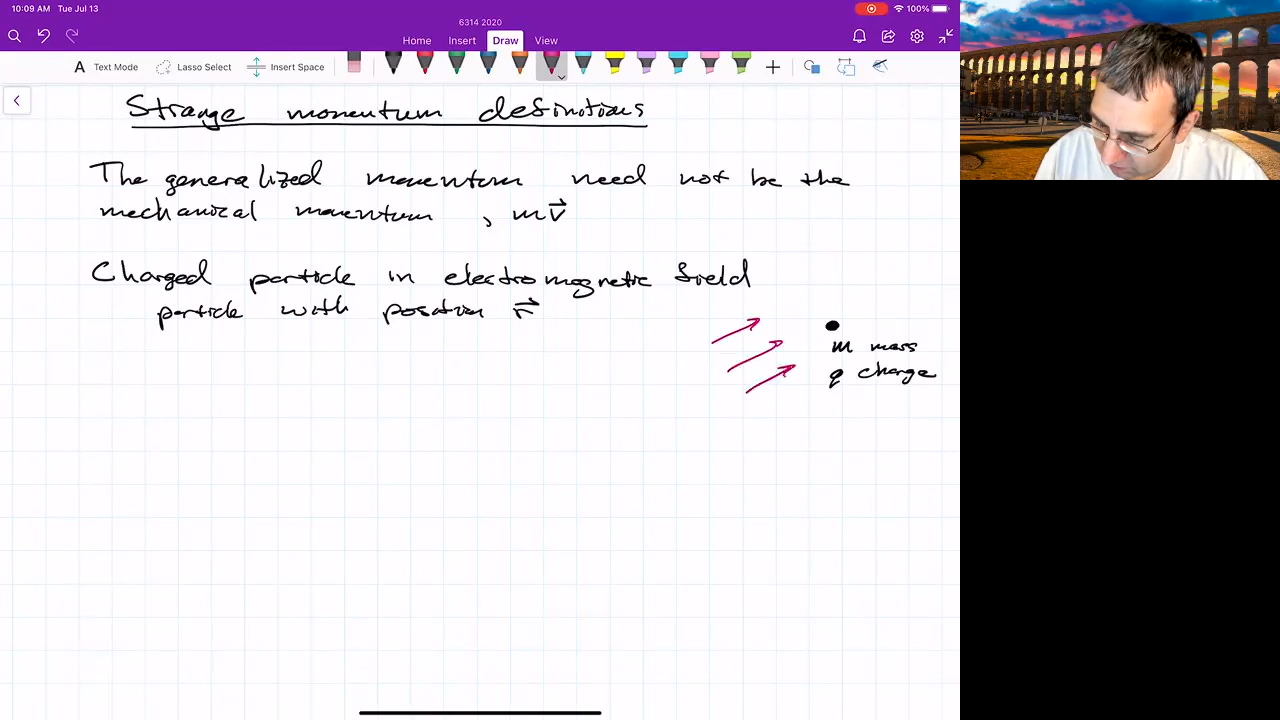 10:09 AM Tue Jul 13
100%
6314 2020
Home Insert Draw View
A Text Mode Lasso Select Insert Space
Strange momentum definitions
The generalized momentum need not be the
mechanical momentum, m v⃗
Charged particle in electromagnetic field
particle with position r⃗
m mass
q charge